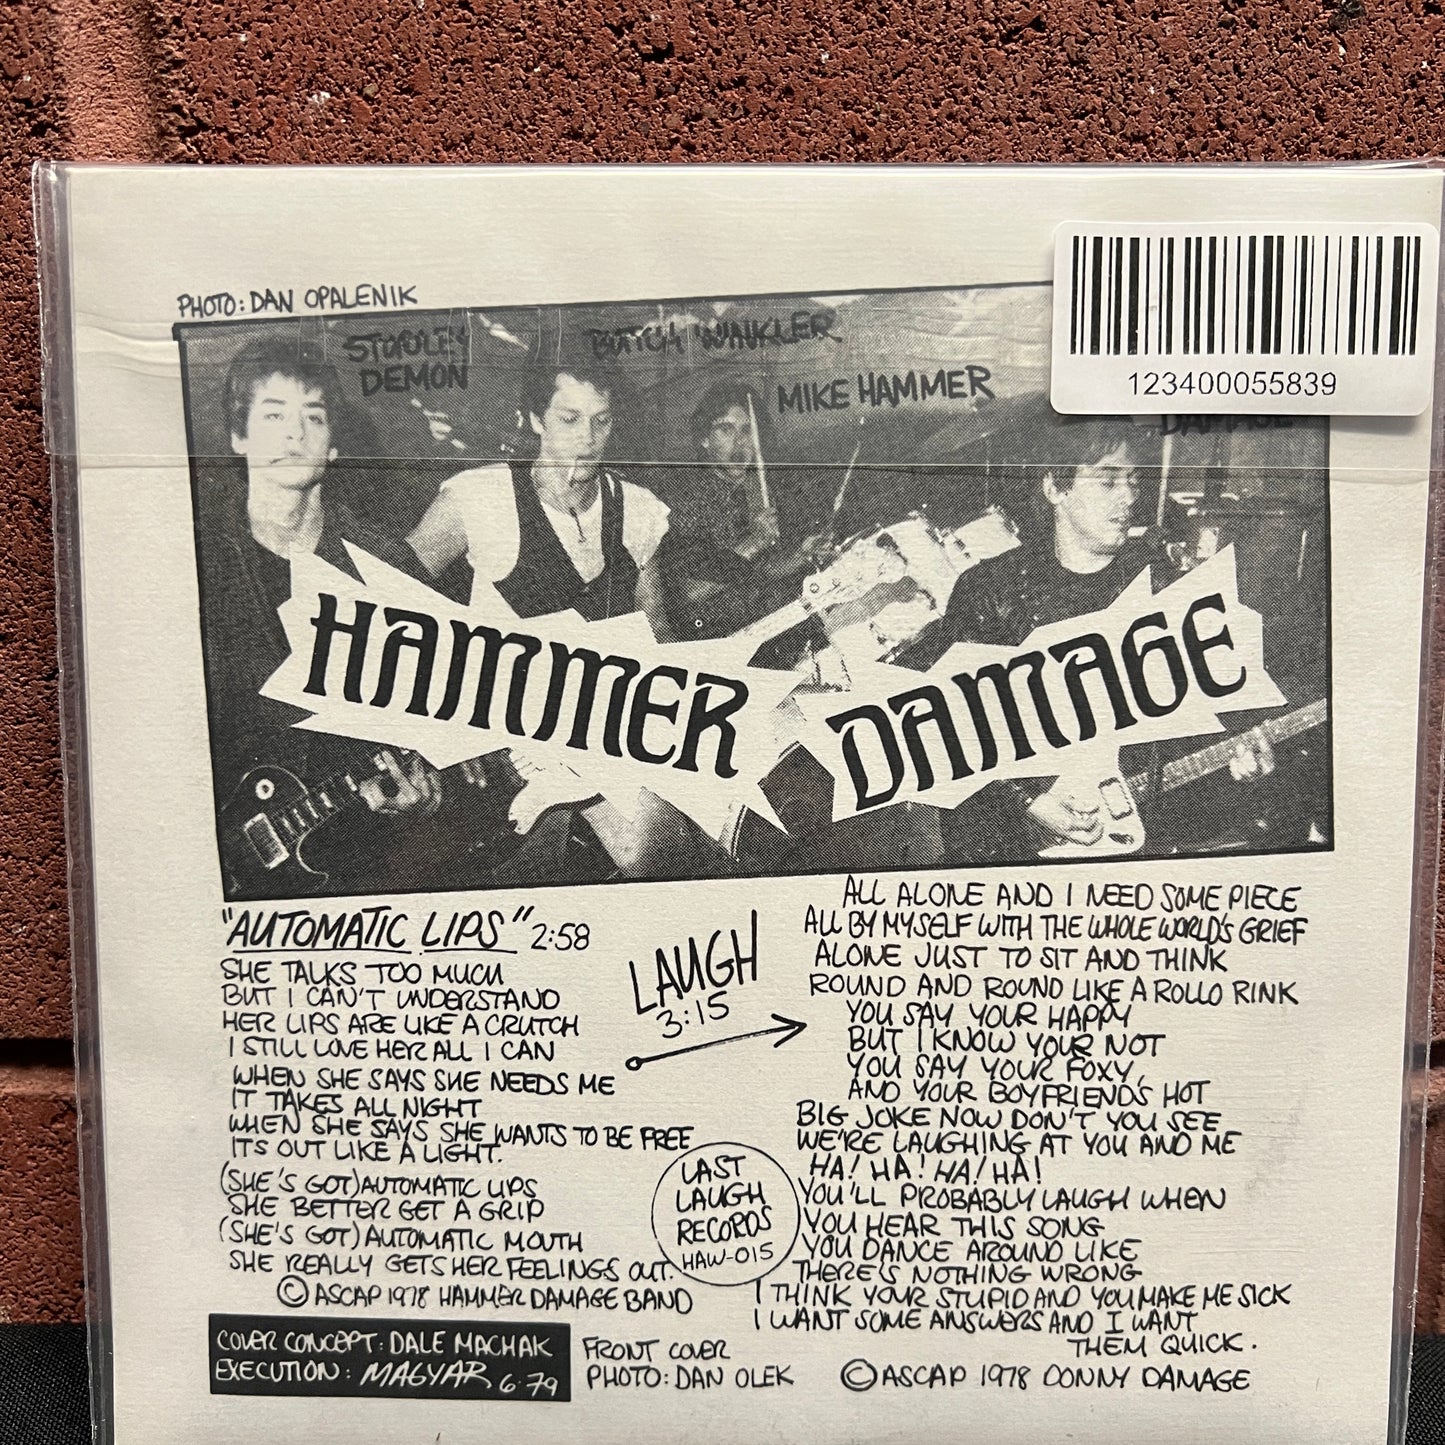 123400055839
PHOTO: DAN OPALENIK
DEMON
BUTCH WINKLER
MIKE HAMMER
DAMAGE
HAMMER
DAMAGE
"AUTOMATIC LIPS" 2:58
SHE TALKS TOO MUCH
BUT I CAN'T UNDERSTAND
HER LIPS ARE LIKE A CRUTCH
I STILL LOVE HER ALL I CAN
WHEN SHE SAYS SHE NEEDS ME
IT TAKES ALL NIGHT
WHEN SHE SAYS SHE WANTS TO BE FREE
ITS OUT LIKE A LIGHT.
(SHE'S GOT) AUTOMATIC LIPS
SHE BETTER GET A GRIP
(SHE'S GOT) AUTOMATIC MOUTH
SHE REALLY GETS HER FEELINGS OUT.
© ASCAP 1978 HAMMER DAMAGE BAND
LAUGH
3:15
ALL ALONE AND I NEED SOME PIECE
ALL BY MYSELF WITH THE WHOLE WORLD'S GRIEF
ALONE JUST TO SIT AND THINK
ROUND AND ROUND LIKE A ROLLO RINK
YOU SAY YOUR HAPPY
BUT I KNOW YOUR NOT
YOU SAY YOUR FOXY,
AND YOUR BOYFRIENDS HOT
BIG JOKE NOW DON'T YOU SEE
WE'RE LAUGHING AT YOU AND ME
HA! HA! HA! HA!
YOU'LL PROBABLY LAUGH WHEN
YOU HEAR THIS SONG
YOU DANCE AROUND LIKE
THERE'S NOTHING WRONG
I THINK YOUR STUPID AND YOU MAKE ME SICK
I WANT SOME ANSWERS AND I WANT
THEM QUICK.
© ASCAP 1978 DONNY DAMAGE
LAST
LAUGH
RECORDS
HAW-015
COVER CONCEPT: DALE MACHAK
EXECUTION: MAGYAR 6·79
FRONT COVER
PHOTO: DAN OLEK